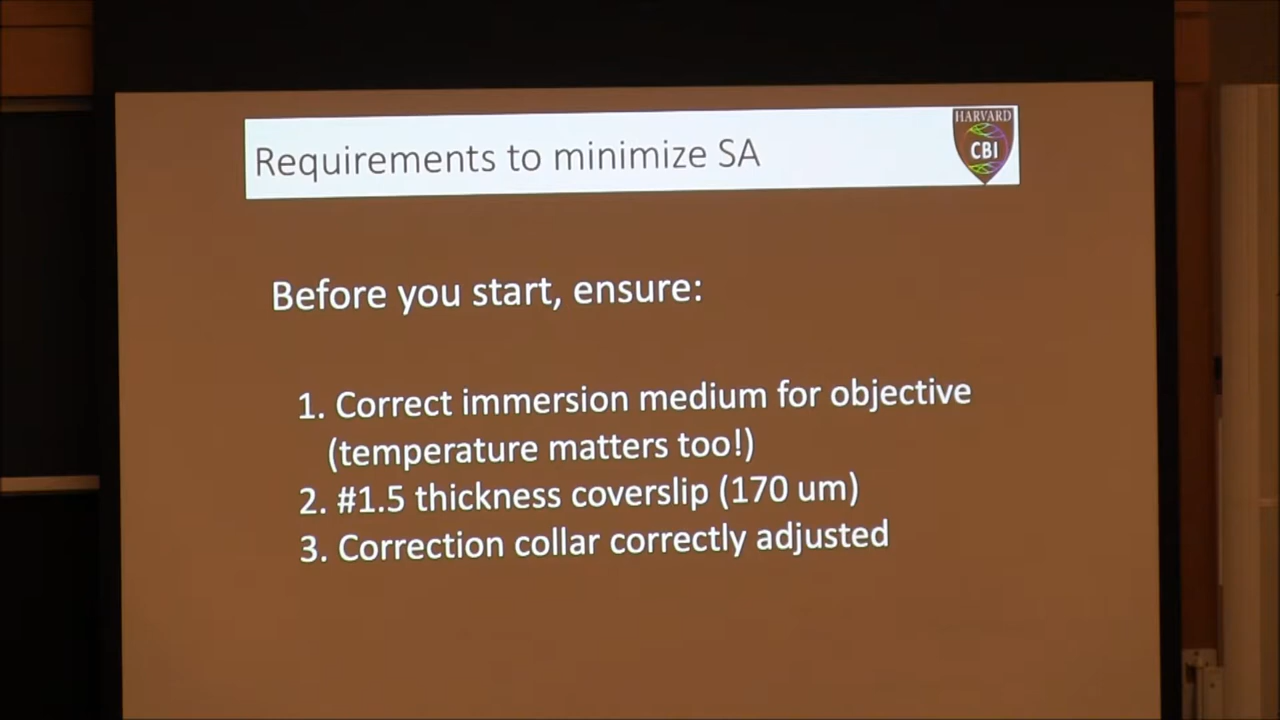 Requirements to minimize SA
HARVARD
CBI
Before you start, ensure:
1. Correct immersion medium for objective
(temperature matters too!)
2. #1.5 thickness coverslip (170 um)
3. Correction collar correctly adjusted